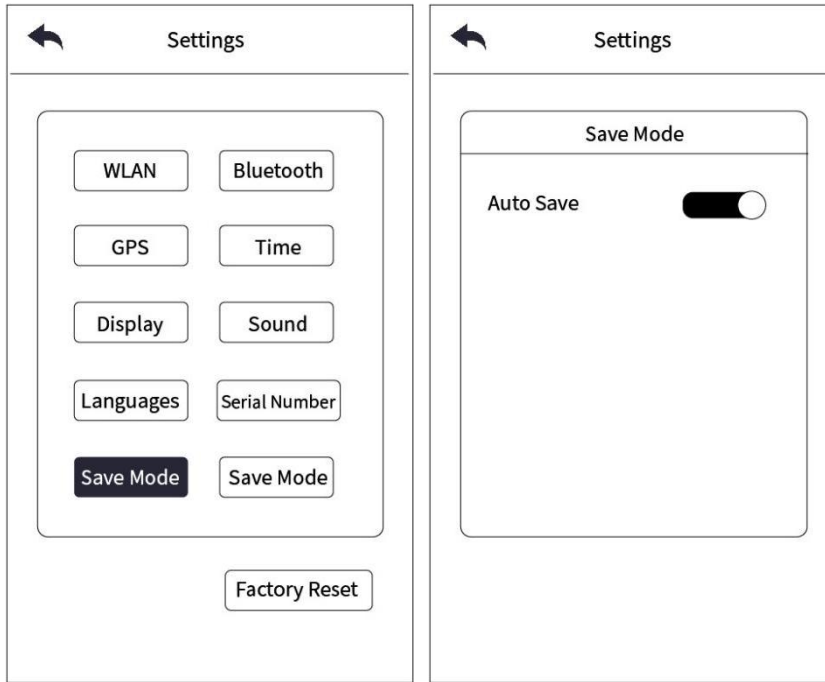 Settings
WLAN Bluetooth
GPS Time
Display Sound
Languages Serial Number
Save Mode Save Mode
Factory Reset
Settings
Save Mode
Auto Save